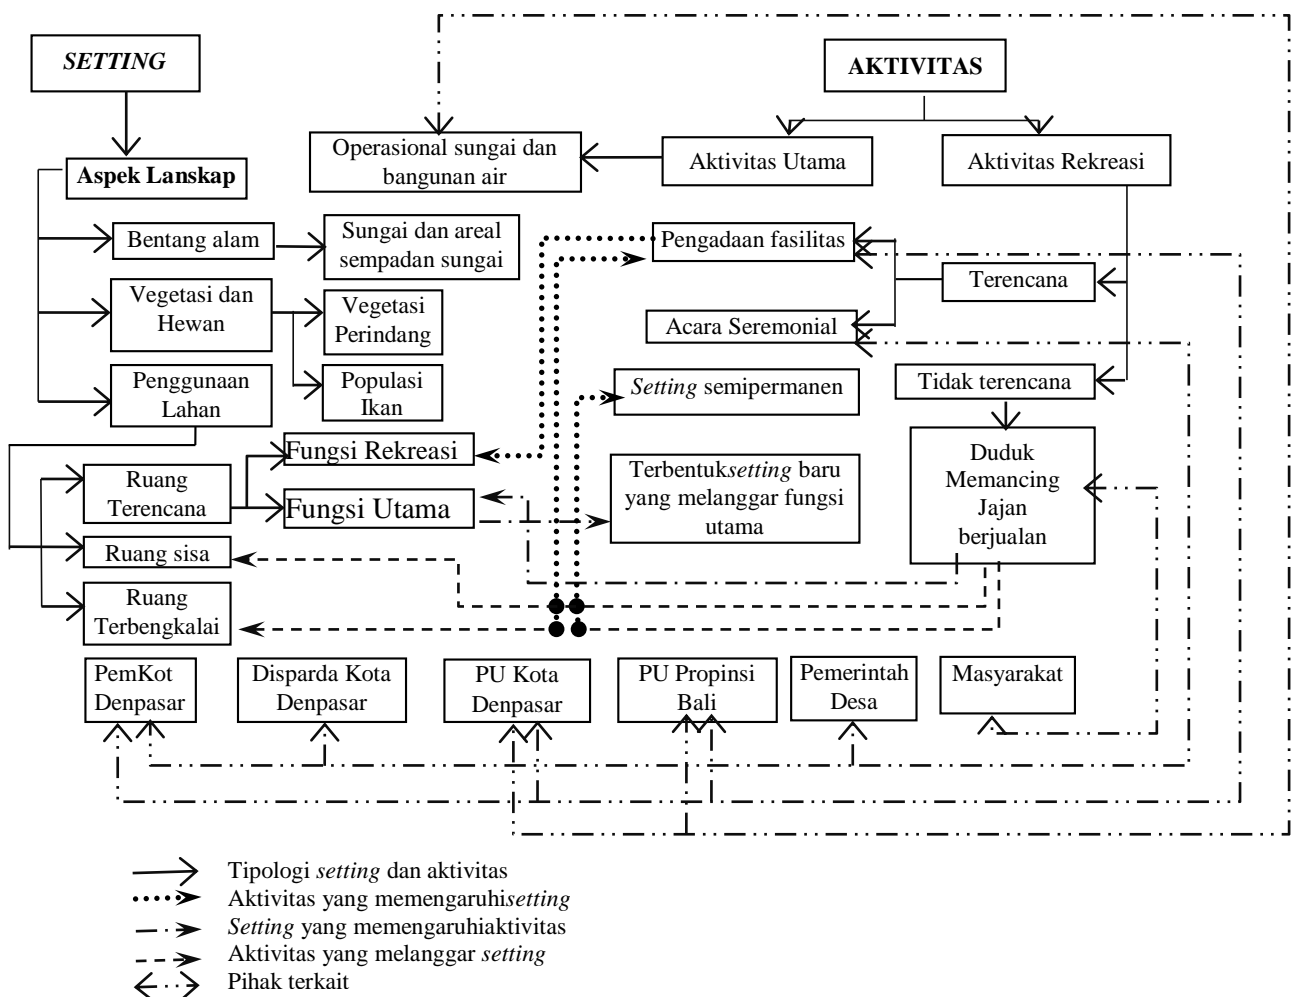 SETTING
AKTIVITAS
Operasional sungai dan
bangunan air
Aktivitas Utama
Aktivitas Rekreasi
Aspek Lanskap
Bentang alam
Sungai dan areal
sempadan sungai
Pengadaan fasilitas
Terencana
Vegetasi dan
Hewan
Vegetasi
Perindang
Acara Seremonial
Penggunaan
Lahan
Populasi
Ikan
Setting semipermanen
Tidak terencana
Fungsi Rekreasi
Duduk
Memancing
Jajan
berjualan
Ruang
Terencana
Fungsi Utama
Terbentuksetting baru
yang melanggar fungsi
utama
Ruang sisa
Ruang
Terbengkalai
PemKot
Denpasar
Disparda Kota
Denpasar
PU Kota
Denpasar
PU Propinsi
Bali
Pemerintah
Desa
Masyarakat
Tipologi setting dan aktivitas
Aktivitas yang memengaruhisetting
Setting yang memengaruhiaktivitas
Aktivitas yang melanggar setting
Pihak terkait